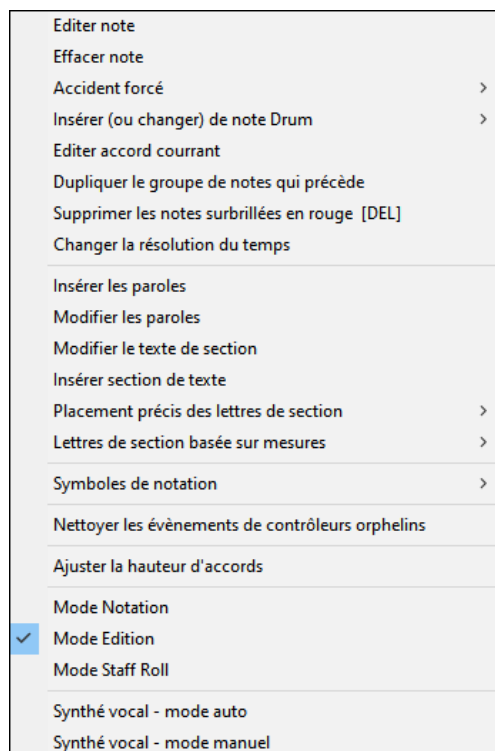 Editer note
Effacer note
Accident forcé
Insérer (ou changer) de note Drum
Editer accord courrant
Dupliquer le groupe de notes qui précède
Supprimer les notes surbrillées en rouge [DEL]
Changer la résolution du temps
Insérer les paroles
Modifier les paroles
Modifier le texte de section
Insérer section de texte
Placement précis des lettres de section
Lettres de section basée sur mesures
Symboles de notation
Nettoyer les évènements de contrôleurs orphelins
Ajuster la hauteur d'accords
Mode Notation
Mode Edition
Mode Staff Roll
Synthé vocal - mode auto
Synthé vocal - mode manuel